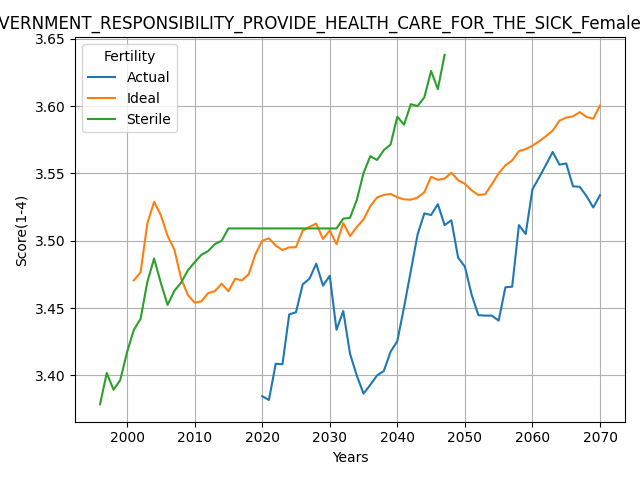 VERNMENT_RESPONSIBILITY_PROVIDE_HEALTH_CARE_FOR_THE_SICK_Female
3.65
3.60
3.55
3.50
3.45
3.40
Score(1-4)
Fertility
Actual
Ideal
Sterile
2000 2010 2020 2030 2040 2050 2060 2070
Years